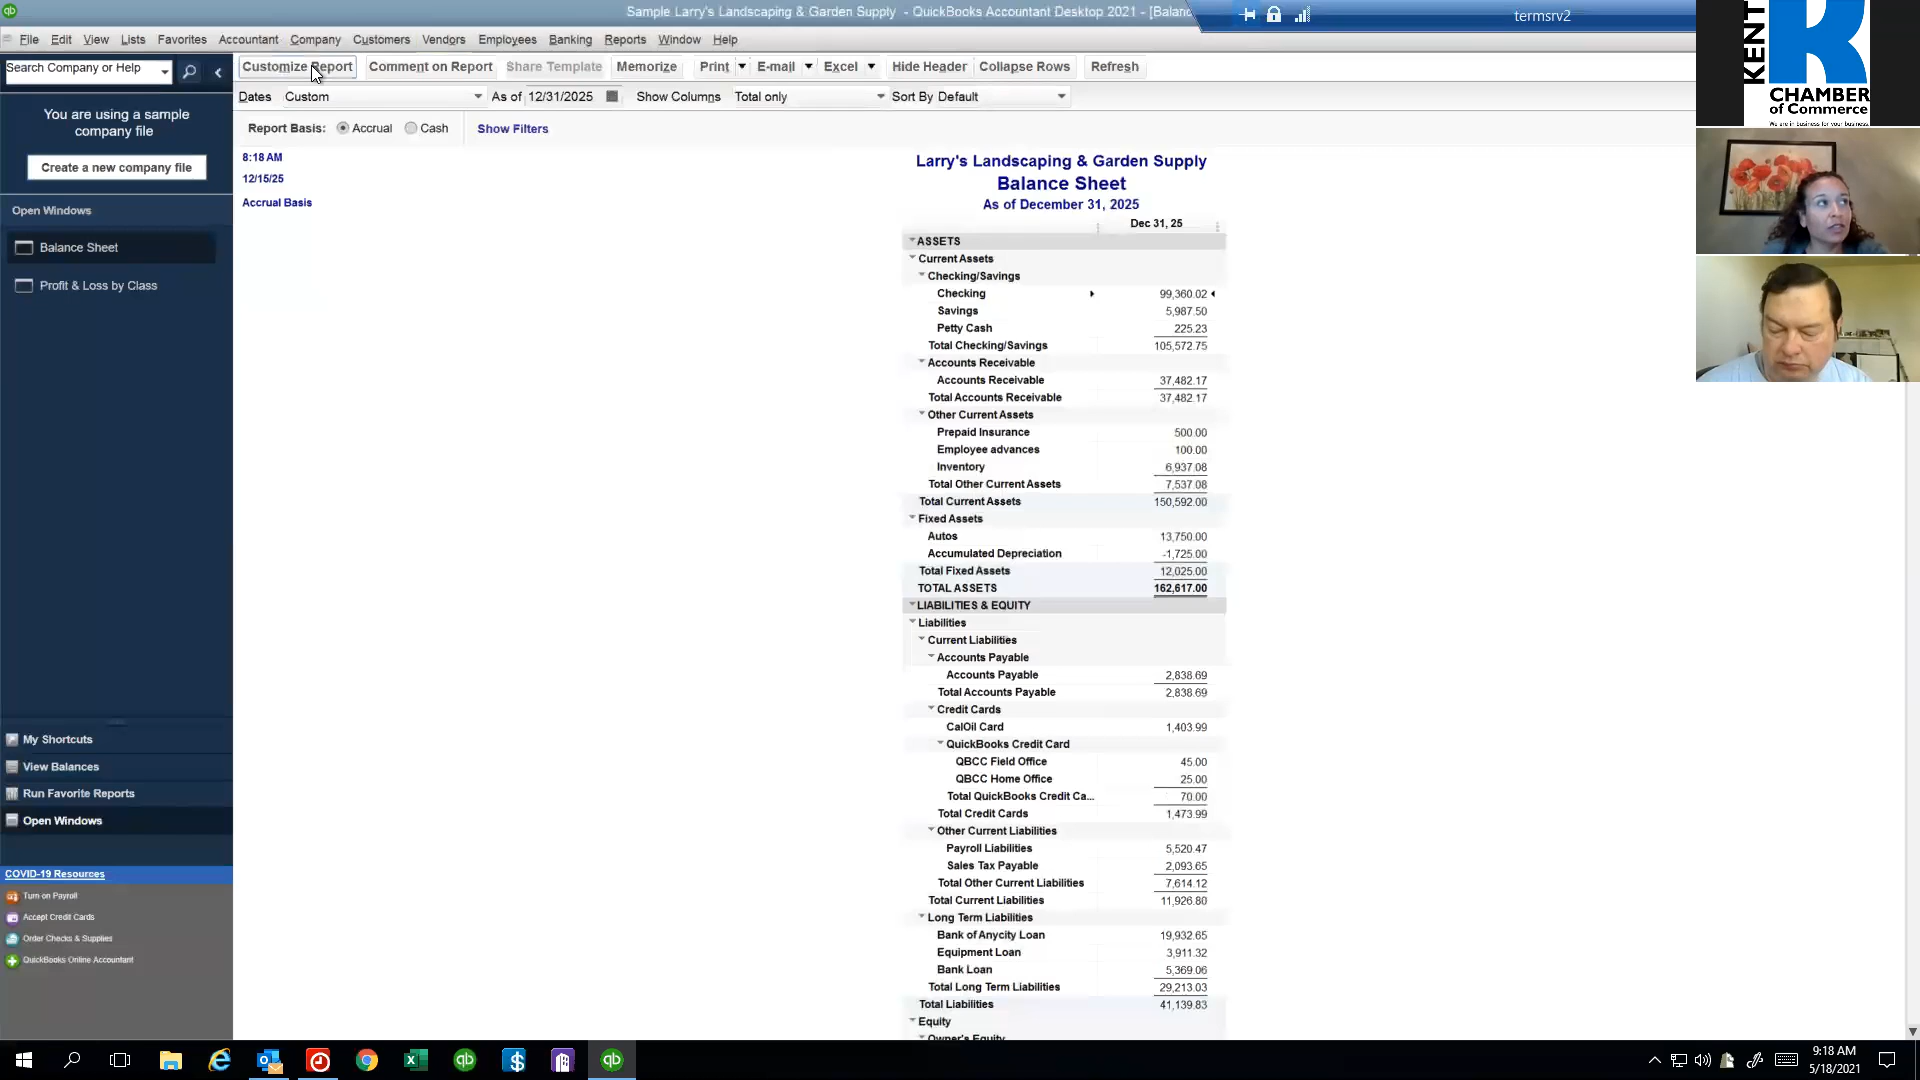 Sample Larry's Landscaping & Garden Supply - QuickBooks Accountant Desktop 2021 - [Balanc
termsrv2
File Edit View Lists Favorites Accountant Company Customers Vendors Employees Banking Reports Window Help
Search Company or Help
Customize Report Comment on Report Share Template Memorize Print E-mail Excel Hide Header Collapse Rows Refresh
Dates Custom As of 12/31/2025 Show Columns Total only Sort By Default
Report Basis: Accrual Cash Show Filters
You are using a sample
company file
Create a new company file
Open Windows
Balance Sheet
Profit & Loss by Class
My Shortcuts
View Balances
Run Favorite Reports
Open Windows
COVID-19 Resources
Turn on Payroll
Accept Credit Cards
Order Checks & Supplies
QuickBooks Online Accountant
8:18 AM
12/15/25
Accrual Basis
Larry's Landscaping & Garden Supply
Balance Sheet
As of December 31, 2025
Dec 31, 25
ASSETS
Current Assets
Checking/Savings
Checking 99,360.02
Savings 5,987.50
Petty Cash 225.23
Total Checking/Savings 105,572.75
Accounts Receivable
Accounts Receivable 37,482.17
Total Accounts Receivable 37,482.17
Other Current Assets
Prepaid Insurance 500.00
Employee advances 100.00
Inventory 6,937.08
Total Other Current Assets 7,537.08
Total Current Assets 150,592.00
Fixed Assets
Autos 13,750.00
Accumulated Depreciation -1,725.00
Total Fixed Assets 12,025.00
TOTAL ASSETS 162,617.00
LIABILITIES & EQUITY
Liabilities
Current Liabilities
Accounts Payable
Accounts Payable 2,838.69
Total Accounts Payable 2,838.69
Credit Cards
CalOil Card 1,403.99
QuickBooks Credit Card
QBCC Field Office 45.00
QBCC Home Office 25.00
Total QuickBooks Credit Ca... 70.00
Total Credit Cards 1,473.99
Other Current Liabilities
Payroll Liabilities 5,520.47
Sales Tax Payable 2,093.65
Total Other Current Liabilities 7,614.12
Total Current Liabilities 11,926.80
Long Term Liabilities
Bank of Anycity Loan 19,932.65
Equipment Loan 3,911.32
Bank Loan 5,369.06
Total Long Term Liabilities 29,213.03
Total Liabilities 41,139.83
Equity
Owner's Equity
KENT
CHAMBER
of Commerce
We are in business for your business.
9:18 AM
5/18/2021